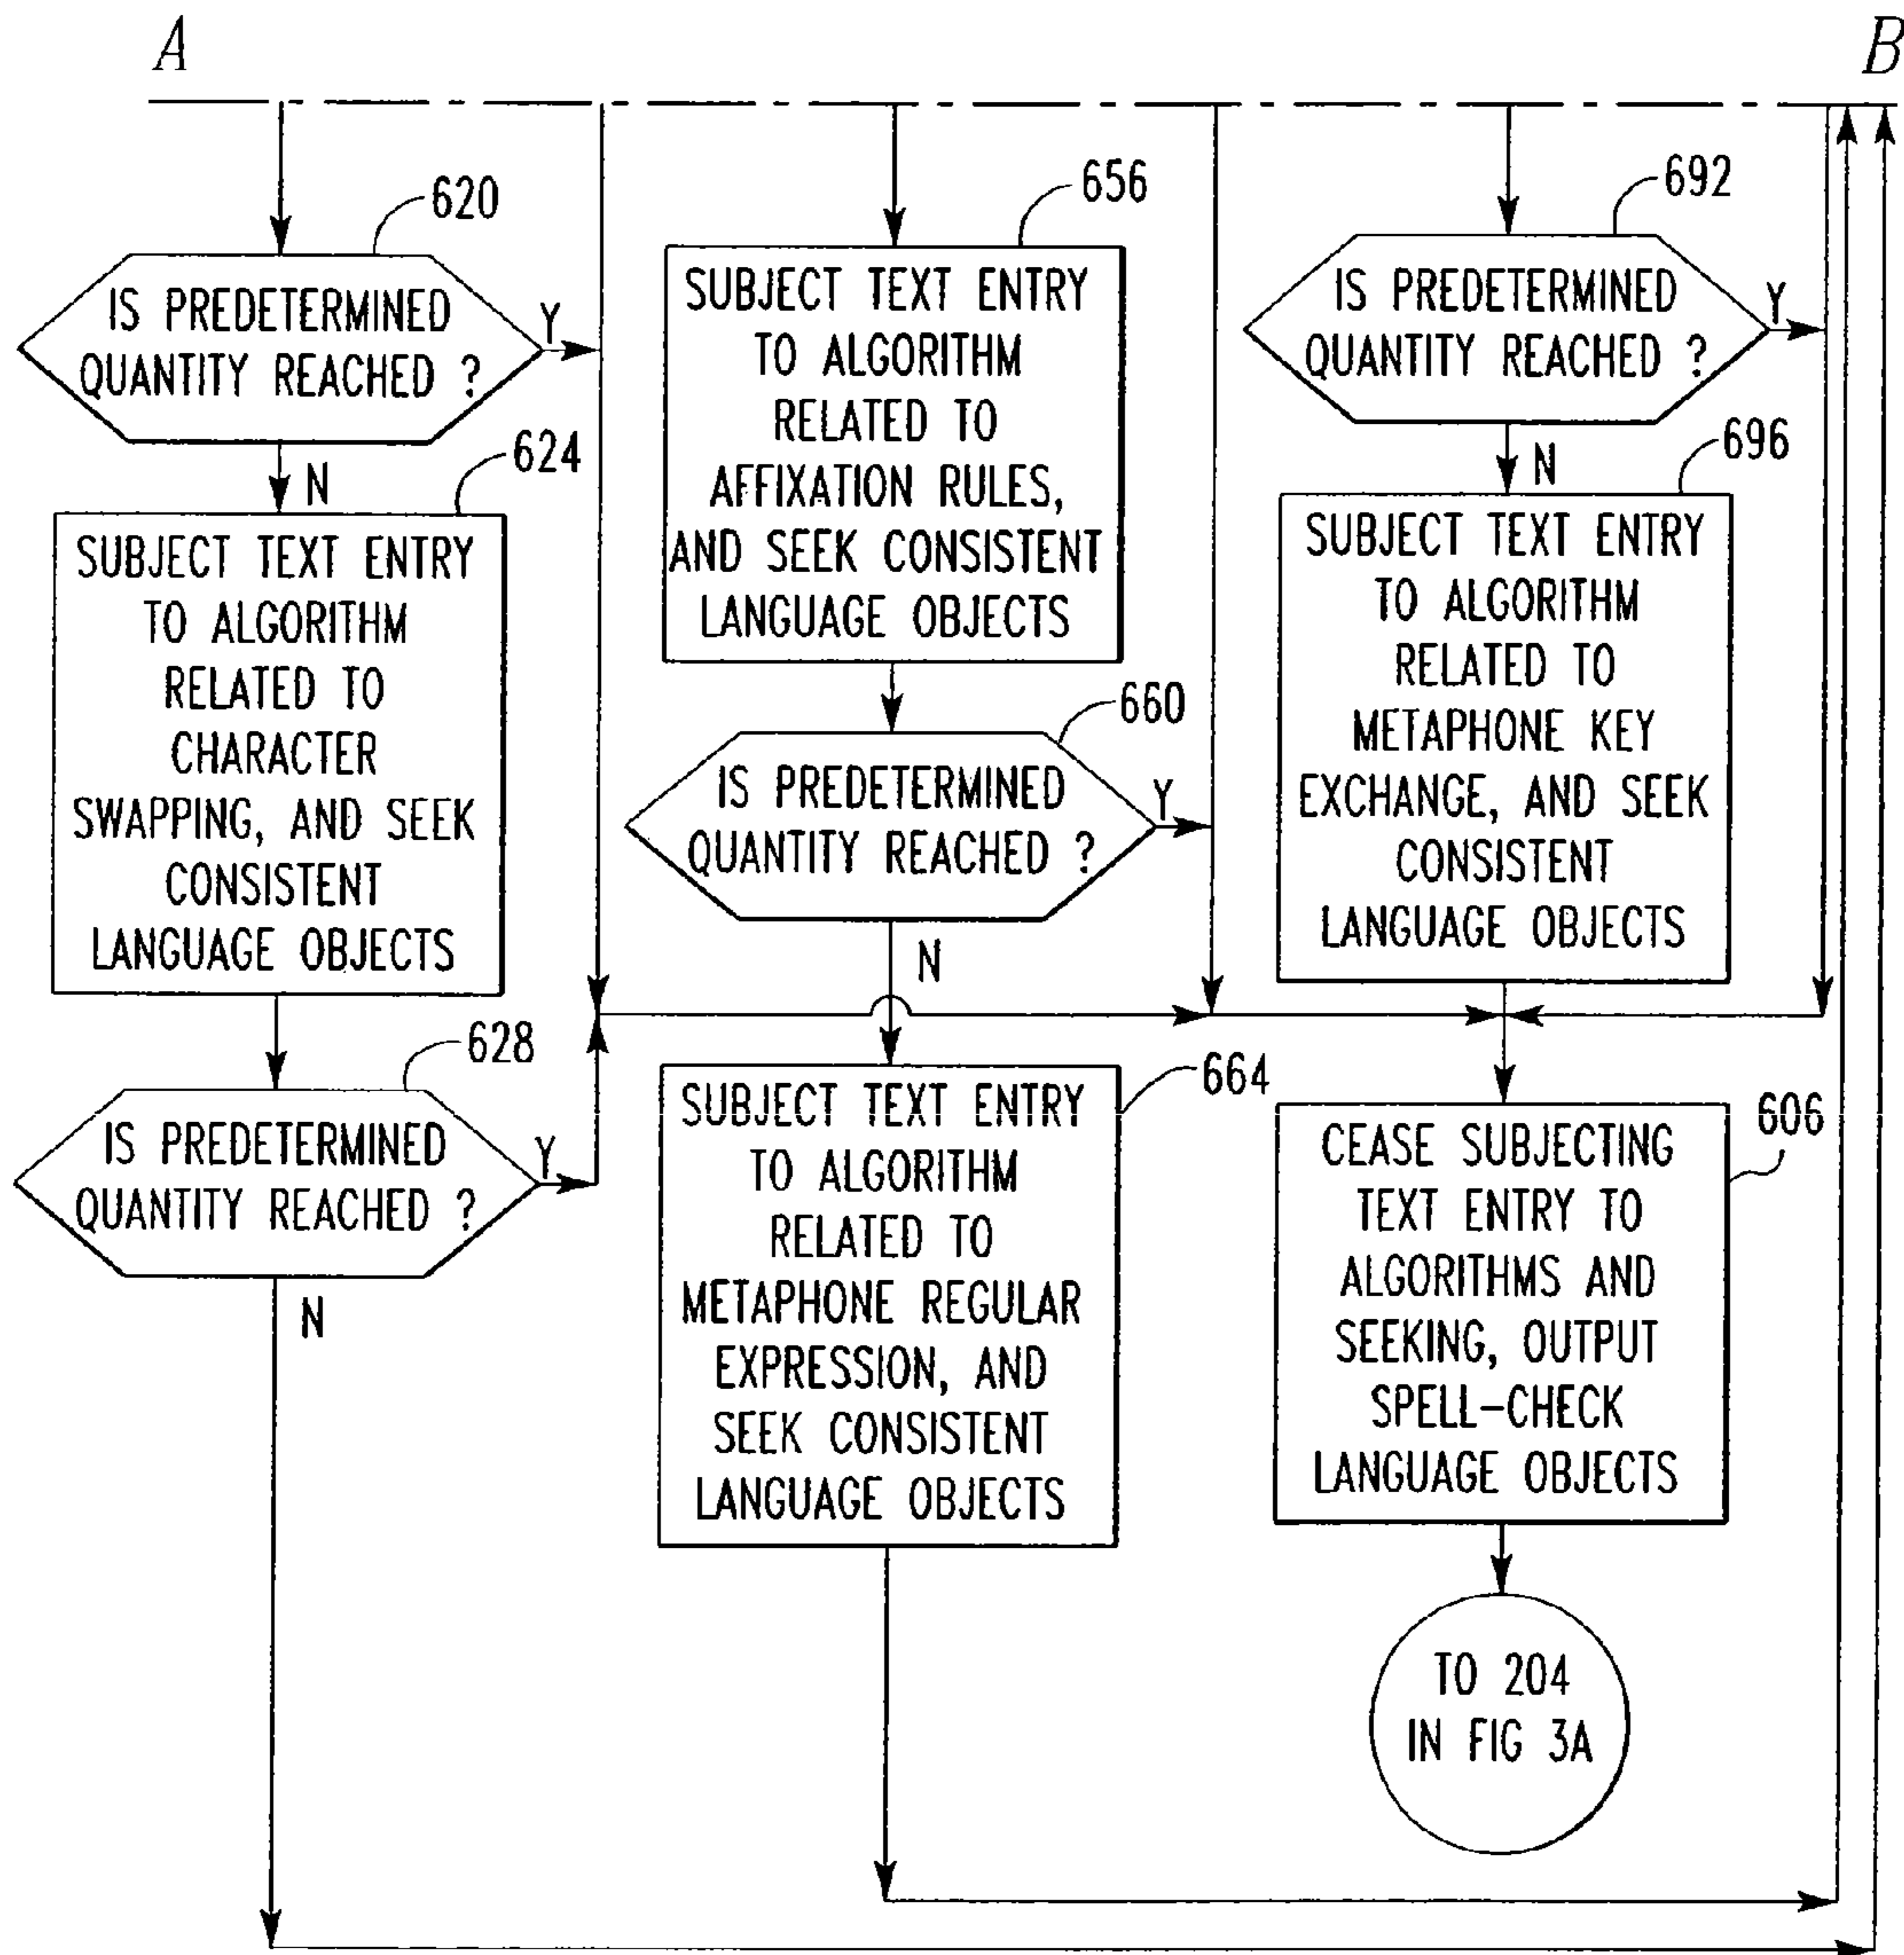 A
B
620
IS PREDETERMINED
QUANTITY REACHED ?
Y
N
624
SUBJECT TEXT ENTRY
TO ALGORITHM
RELATED TO
CHARACTER
SWAPPING, AND SEEK
CONSISTENT
LANGUAGE OBJECTS
628
IS PREDETERMINED
QUANTITY REACHED ?
Y
N
656
SUBJECT TEXT ENTRY
TO ALGORITHM
RELATED TO
AFFIXATION RULES,
AND SEEK CONSISTENT
LANGUAGE OBJECTS
660
IS PREDETERMINED
QUANTITY REACHED ?
Y
N
664
SUBJECT TEXT ENTRY
TO ALGORITHM
RELATED TO
METAPHONE REGULAR
EXPRESSION, AND
SEEK CONSISTENT
LANGUAGE OBJECTS
692
IS PREDETERMINED
QUANTITY REACHED ?
Y
N
696
SUBJECT TEXT ENTRY
TO ALGORITHM
RELATED TO
METAPHONE KEY
EXCHANGE, AND SEEK
CONSISTENT
LANGUAGE OBJECTS
606
CEASE SUBJECTING
TEXT ENTRY TO
ALGORITHMS AND
SEEKING, OUTPUT
SPELL-CHECK
LANGUAGE OBJECTS
TO 204
IN FIG 3A